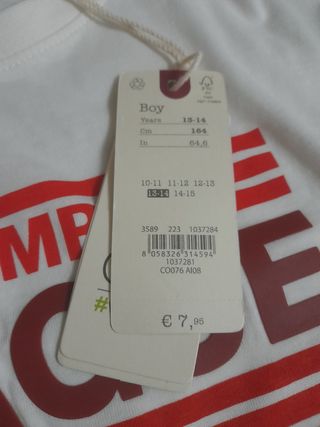 Boy
Years 13-14
Cm 164
In 64,6
10-11 11-12 12-13
13-14 14-15
3589 223 1037284
8 058326 314594
1037281
CO076 AI08
€ 7,95
#
MP